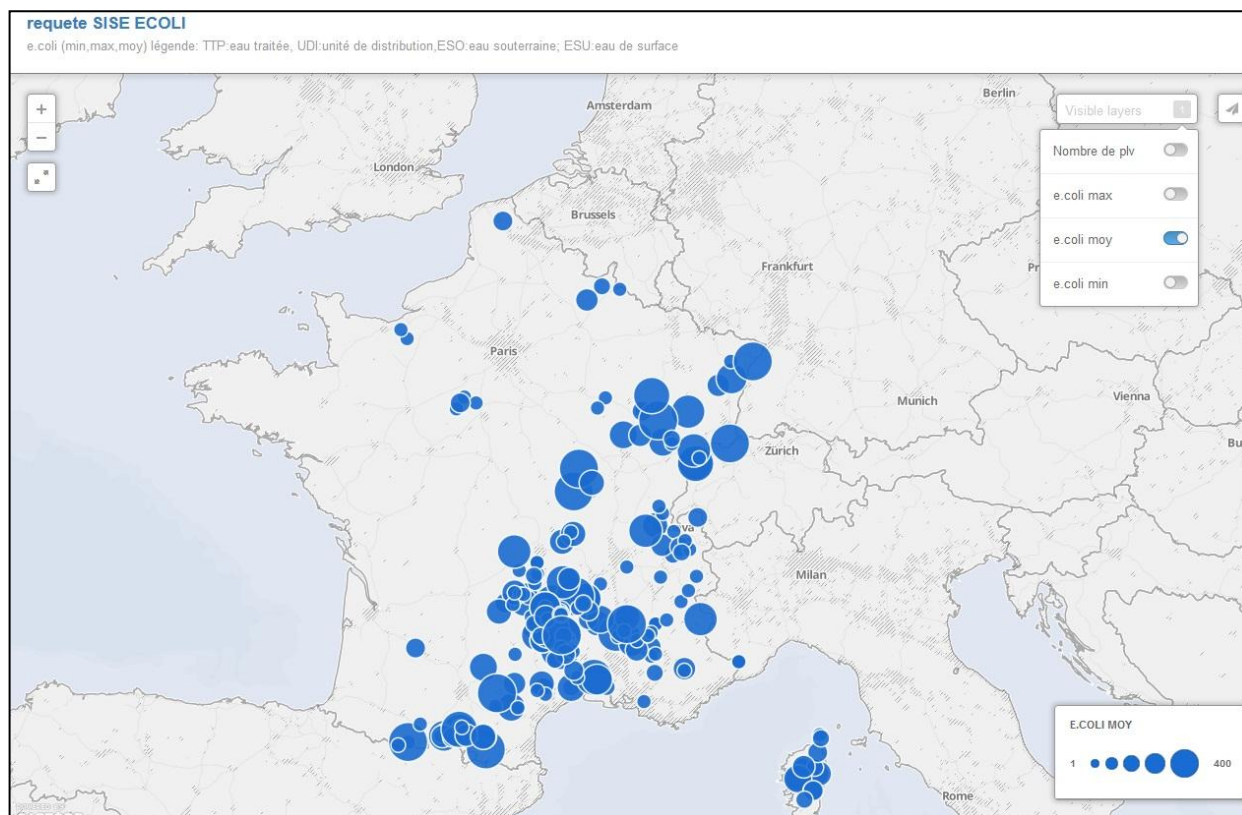 requete SISE ECOLI
e.coli (min,max,moy) légende: TTP:eau traitée, UDI:unité de distribution,ESO:eau souterraine; ESU:eau de surface
+
−
Visible layers 1
Nombre de plv
e.coli max
e.coli moy
e.coli min
Amsterdam
Berlin
London
Brussels
Frankfurt
Paris
Munich
Vienna
Zürich
Milan
Rome
E.COLI MOY
1 400